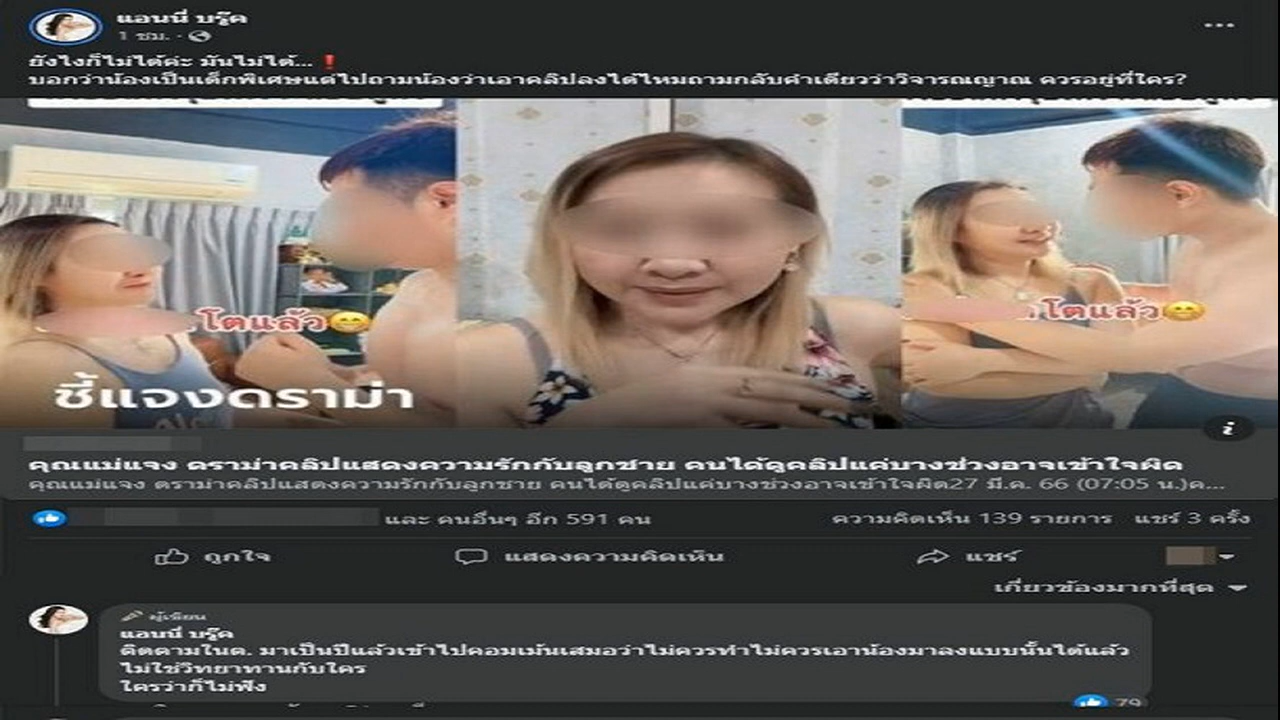 แอนนี่ บรู๊ค
1 ชม. ·
ยังไงก็ไม่ได้ค่ะ มันไม่ได้... ❗
บอกว่าน้องเป็นเด็กพิเศษแต่ไปถามน้องว่าเอาคลิปลงได้ไหมถามกลับคำเดียวว่าวิจารณญาณ ควรอยู่ที่ใคร?
โตแล้ว😁
โตแล้ว😁
ชี้แจงดราม่า
คุณแม่แจง ดราม่าคลิปแสดงความรักกับลูกชาย คนได้ดูคลิปแค่บางช่วงอาจเข้าใจผิด
คุณแม่แจง ดราม่าคลิปแสดงความรักกับลูกชาย คนได้ดูคลิปแค่บางช่วงอาจเข้าใจผิด27 มี.ค. 66 (07:05 น.)ค...
และ คนอื่นๆ อีก 591 คน
ความคิดเห็น 139 รายการ แชร์ 3 ครั้ง
ถูกใจ
แสดงความคิดเห็น
แชร์
เกี่ยวข้องมากที่สุด
ผู้เขียน
แอนนี่ บรู๊ค
ติดตามในต. มาเป็นปีแล้วเข้าไปคอมเม้นเสมอว่าไม่ควรทำไม่ควรเอาน้องมาลงแบบนั้นได้แล้ว
ไม่ใช่วิทยาทานกับใคร
ใครว่าก็ไม่ฟัง
79